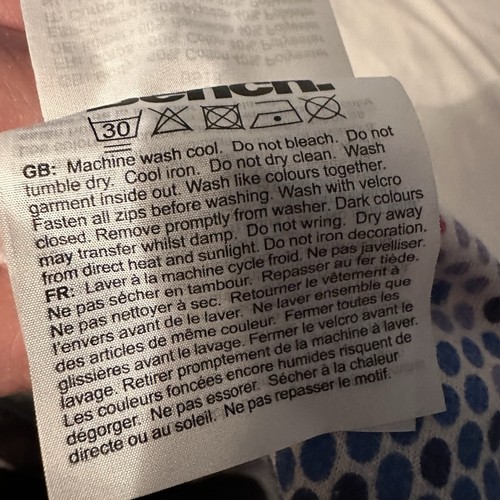 Bench.
30
GB: Machine wash cool. Do not bleach. Do not
tumble dry. Cool iron. Do not dry clean. Wash
garment inside out. Wash like colours together.
Fasten all zips before washing. Wash with velcro
closed. Remove promptly from washer. Dark colours
may transfer whilst damp. Do not wring. Dry away
from direct heat and sunlight. Do not iron decoration.
FR: Laver à la machine cycle froid. Ne pas javelliser.
Ne pas sècher en tambour. Repasser au fer tiède.
Ne pas nettoyer à sec. Retourner le vêtement à
l'envers avant de le laver. Ne laver ensemble que
des articles de même couleur. Fermer toutes les
glissières avant le lavage. Fermer le velcro avant le
lavage. Retirer promptement de la machine à laver.
Les couleurs foncées encore humides risquent de
dégorger. Ne pas essorer. Sécher à la chaleur
directe ou au soleil. Ne pas repasser le motif.